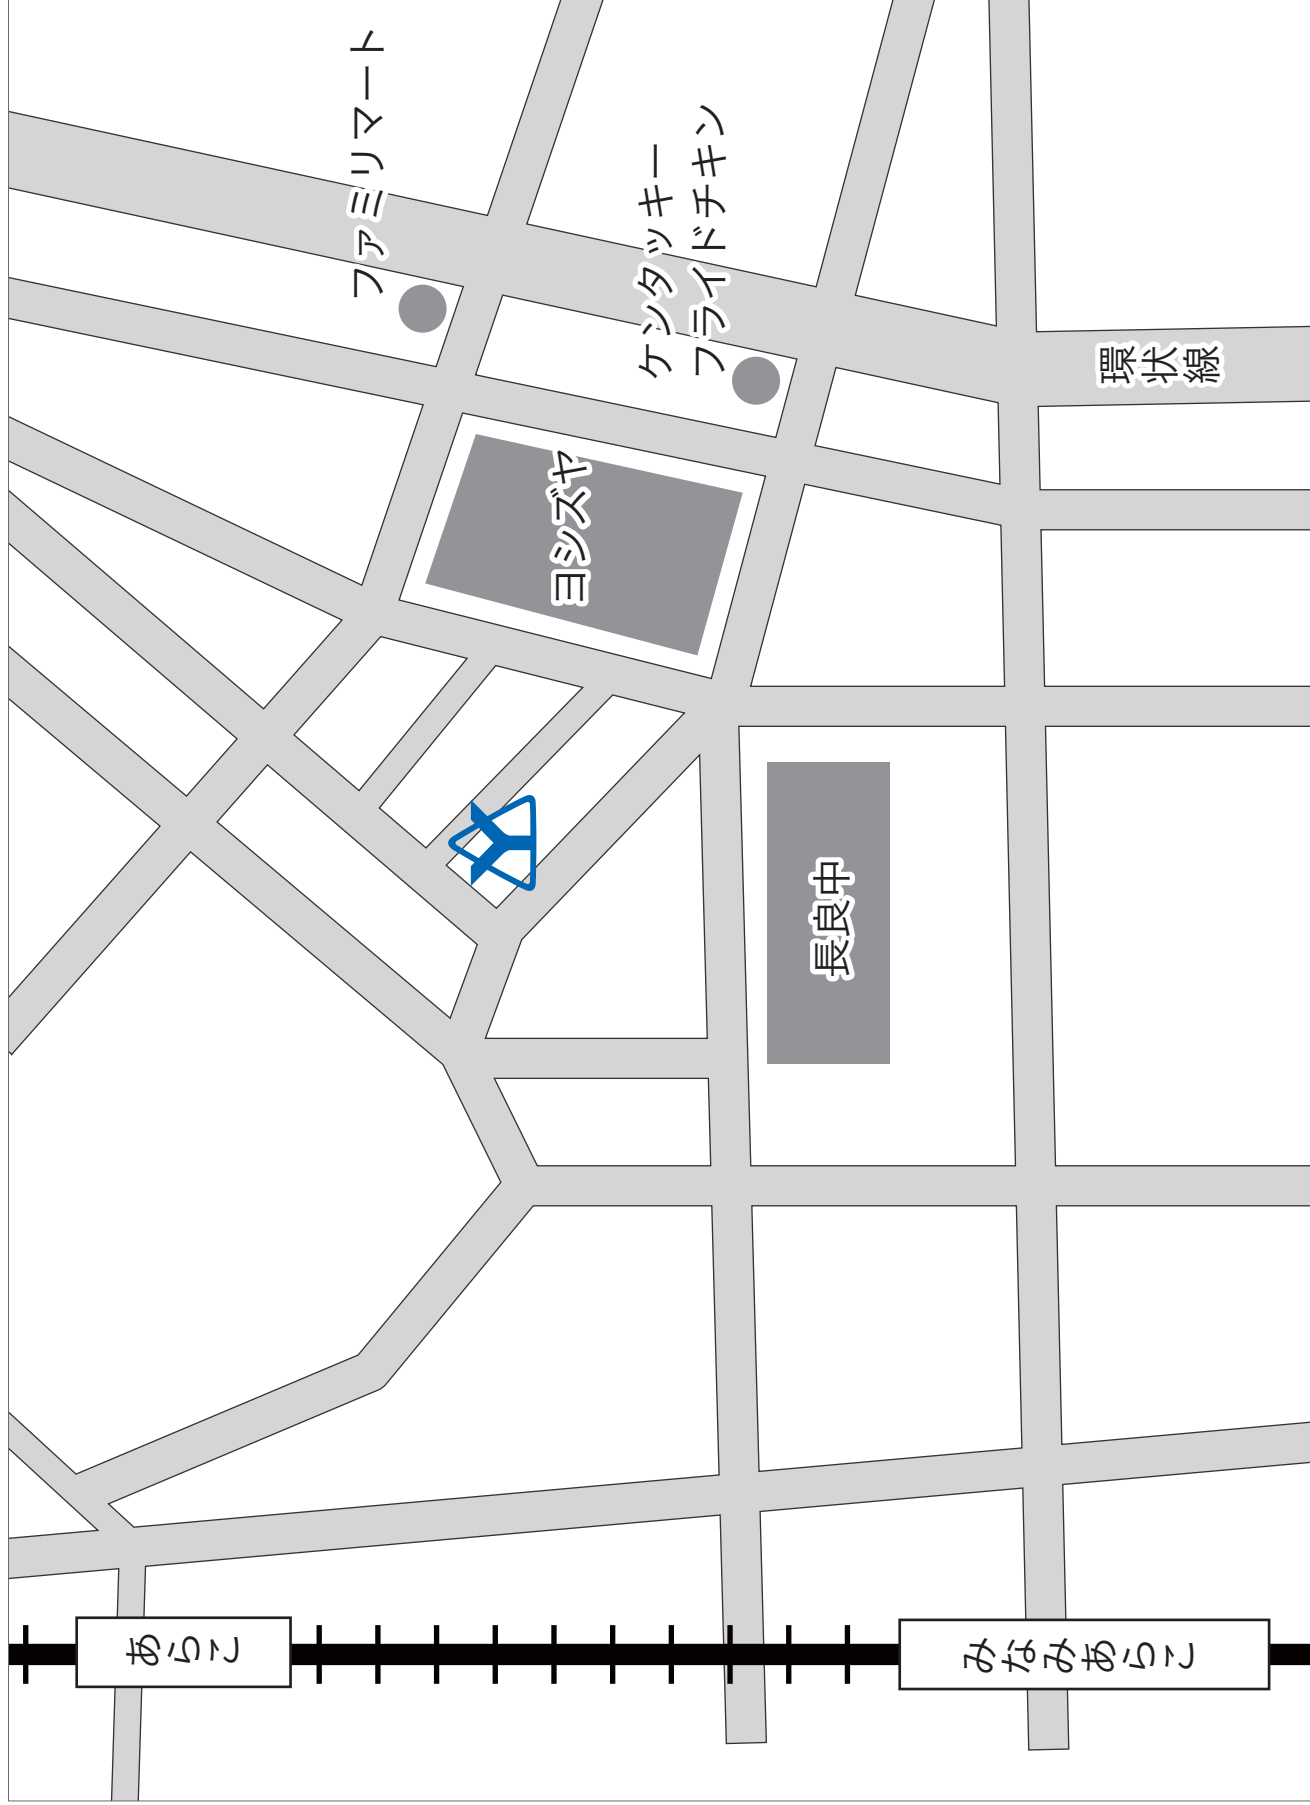 あらこ
ファミリマート
ヨシズヤ
ケンタッキー
フライドチキン
長良中
みなみあらこ
環状線